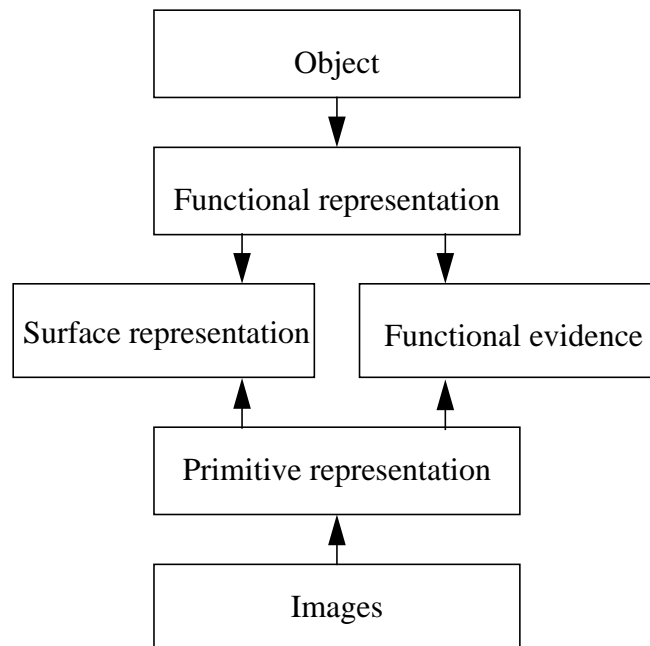 Object
Functional representation
Surface representation
Functional evidence
Primitive representation
Images